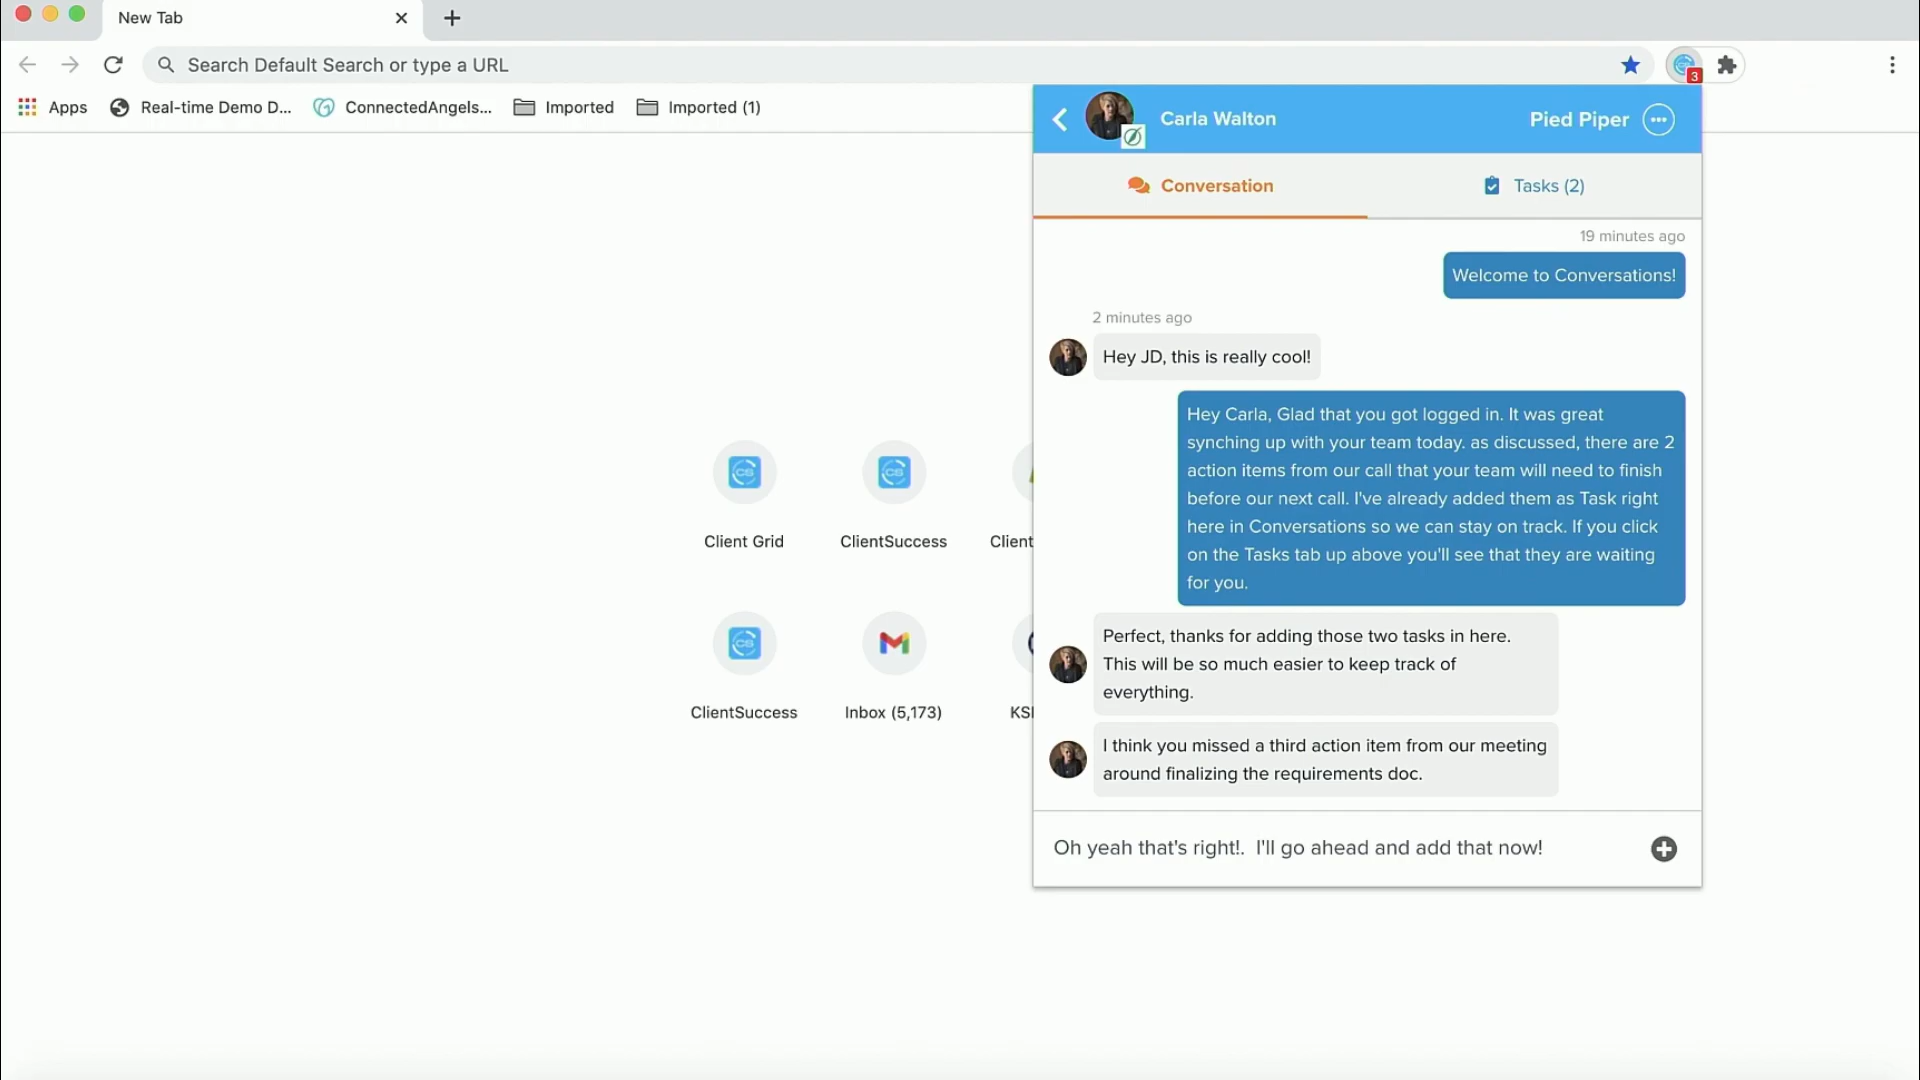 New Tab
Search Default Search or type a URL
3
Apps
Real-time Demo D...
ConnectedAngels...
Imported
Imported (1)
Carla Walton
Pied Piper
Conversation
Tasks (2)
19 minutes ago
Welcome to Conversations!
2 minutes ago
Hey JD, this is really cool!
Hey Carla, Glad that you got logged in. It was great
synching up with your team today. as discussed, there are 2
action items from our call that your team will need to finish
before our next call. I've already added them as Task right
here in Conversations so we can stay on track. If you click
on the Tasks tab up above you'll see that they are waiting
for you.
Perfect, thanks for adding those two tasks in here.
This will be so much easier to keep track of
everything.
I think you missed a third action item from our meeting
around finalizing the requirements doc.
Oh yeah that's right!.  I'll go ahead and add that now!
CS
CS
Client Grid
ClientSuccess
Client
CS
ClientSuccess
Inbox (5,173)